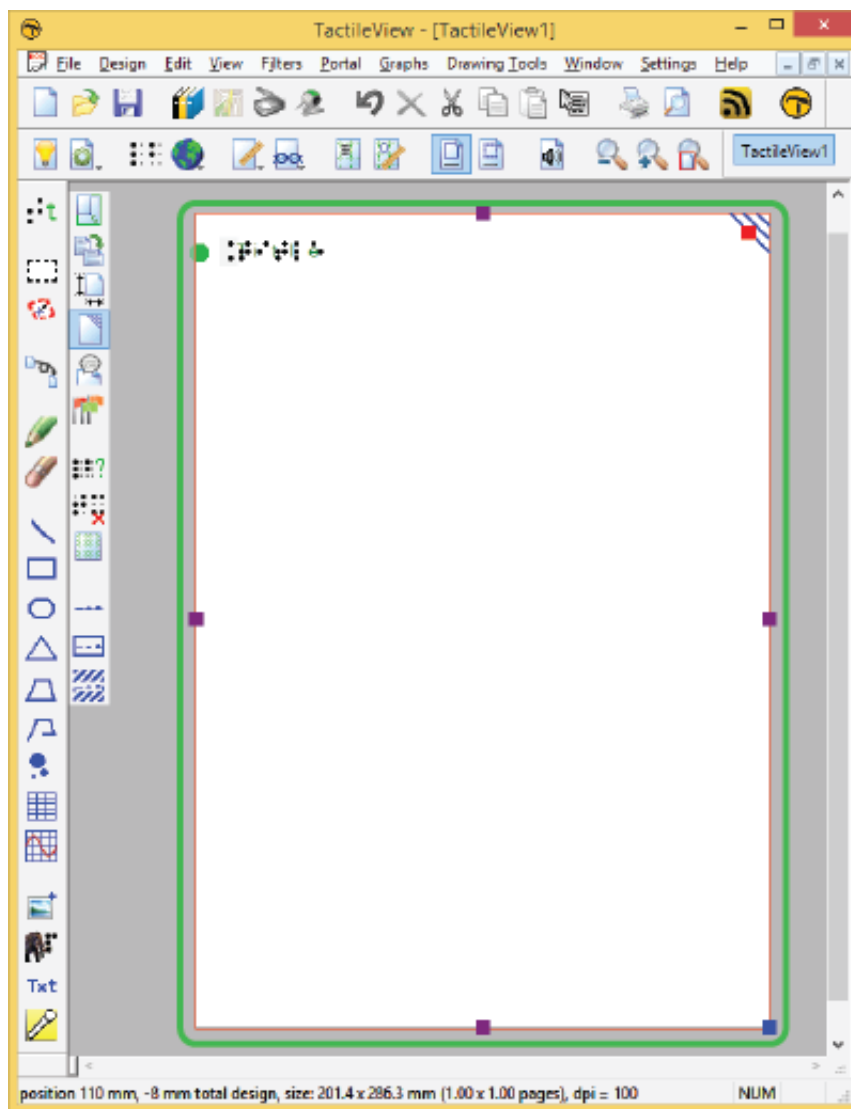 TactileView - [TactileView1]
File Design Edit View Filters Portal Graphs Drawing Tools Window Settings Help
TactileView1
t
?
Txt
position 110 mm, -8 mm total design, size: 201.4 x 286.3 mm (1.00 x 1.00 pages), dpi = 100 NUM